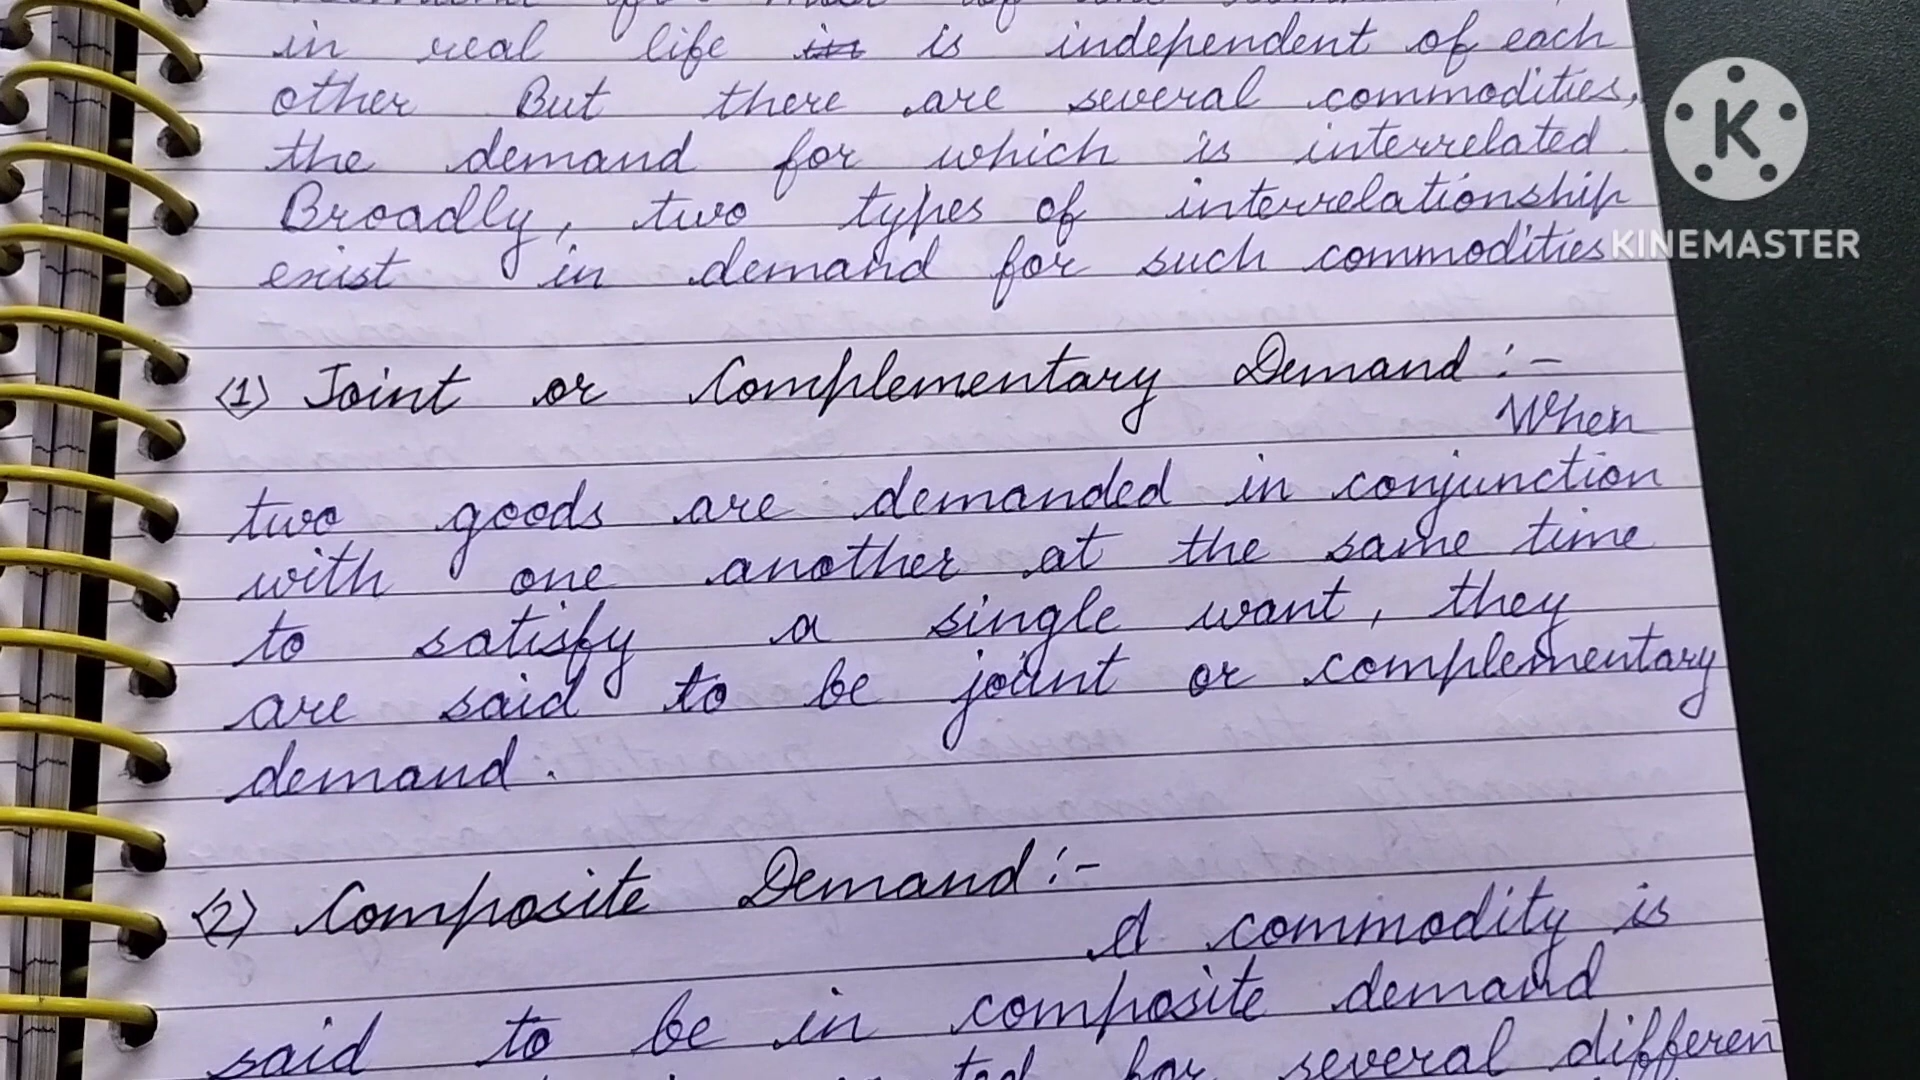 in real life is independent of each
other But there are several commodities,
the demand for which is interrelated.
Broadly, two types of interrelationship
exist in demand for such commodities
KINEMASTER
(1) Joint or Complementary Demand :-
When
two goods are demanded in conjunction
with one another at the same time
to satisfy a single want, they
are said to be joint or complementary
demand.
(2) Composite Demand :-
A commodity is
said to be in composite demand
for several differen